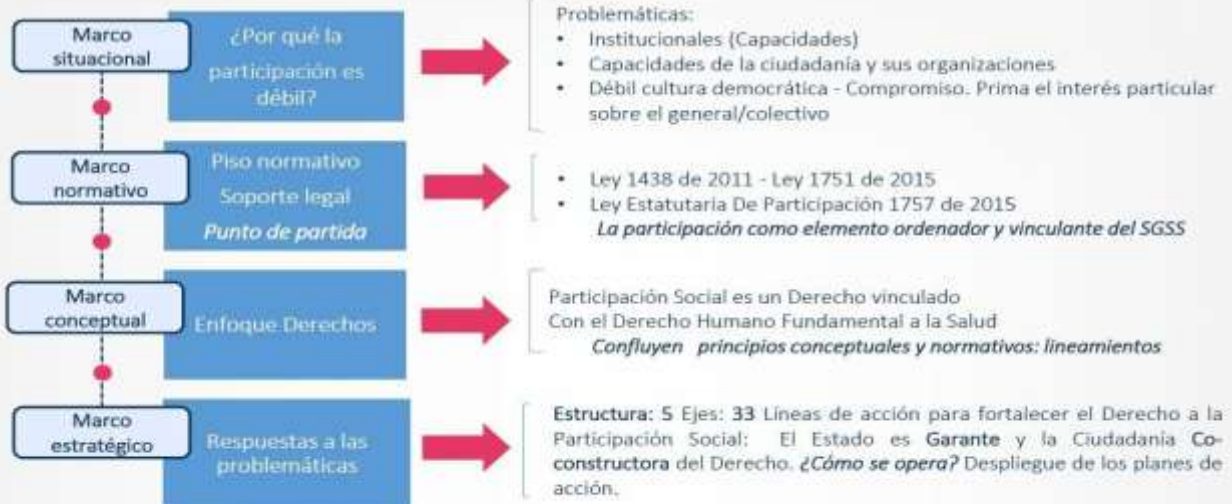 Marco
situacional
¿Por qué la
participación es
débil?
Problemáticas:
• Institucionales (Capacidades)
• Capacidades de la ciudadanía y sus organizaciones
• Débil cultura democrática - Compromiso. Prima el interés particular
sobre el general/colectivo
Marco
normativo
Piso normativo
Soporte legal
Punto de partida
• Ley 1438 de 2011 - Ley 1751 de 2015
• Ley Estatutaria De Participación 1757 de 2015
La participación como elemento ordenador y vinculante del SGSS
Marco
conceptual
Enfoque Derechos
Participación Social es un Derecho vinculado
Con el Derecho Humano Fundamental a la Salud
Confluyen principios conceptuales y normativos: lineamientos
Marco
estratégico
Respuestas a las
problemáticas
Estructura: 5 Ejes: 33 Líneas de acción para fortalecer el Derecho a la
Participación Social: El Estado es Garante y la Ciudadanía Co-
constructora del Derecho. ¿Cómo se opera? Despliegue de los planes de
acción.